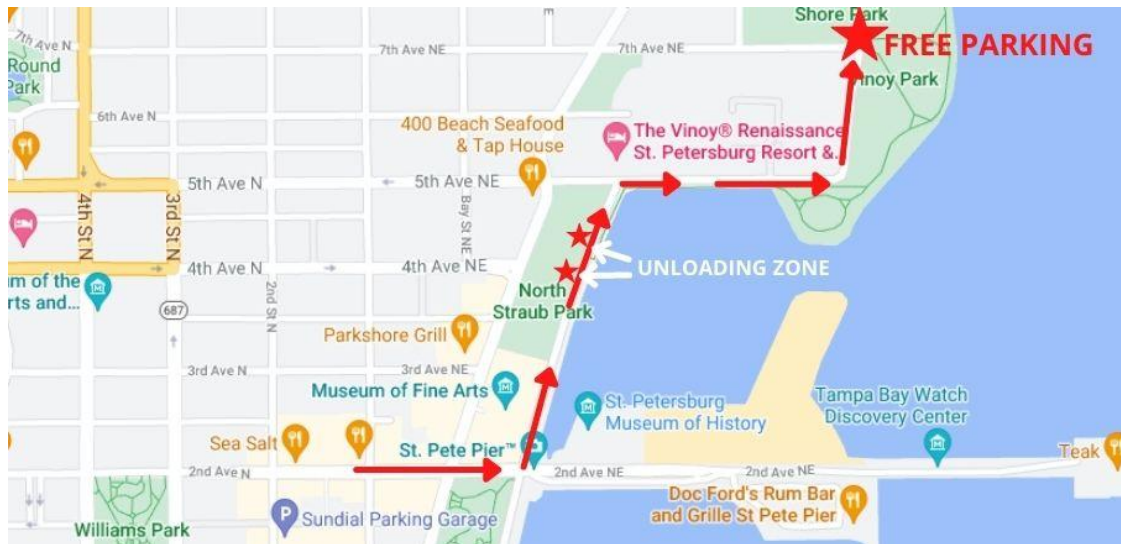 Shore Park
7th Ave N
7th Ave NE
7th Ave NE
FREE PARKING
Round
Park
inoy Park
6th Ave N
400 Beach Seafood
& Tap House
The Vinoy® Renaissance
St. Petersburg Resort &..
5th Ave N
5th Ave NE
4th St N
3rd St N
Bay St NE
m of the
rts and...
4th Ave N
4th Ave NE
UNLOADING ZONE
2nd St N
North
Straub Park
687
Parkshore Grill
3rd Ave N
3rd Ave NE
Museum of Fine Arts
St. Petersburg
Museum of History
Tampa Bay Watch
Discovery Center
Sea Salt
St. Pete Pier™
Teak
2nd Ave N
2nd Ave NE
2nd Ave NE
Doc Ford's Rum Bar
and Grille St Pete Pier
P
Sundial Parking Garage
Williams Park